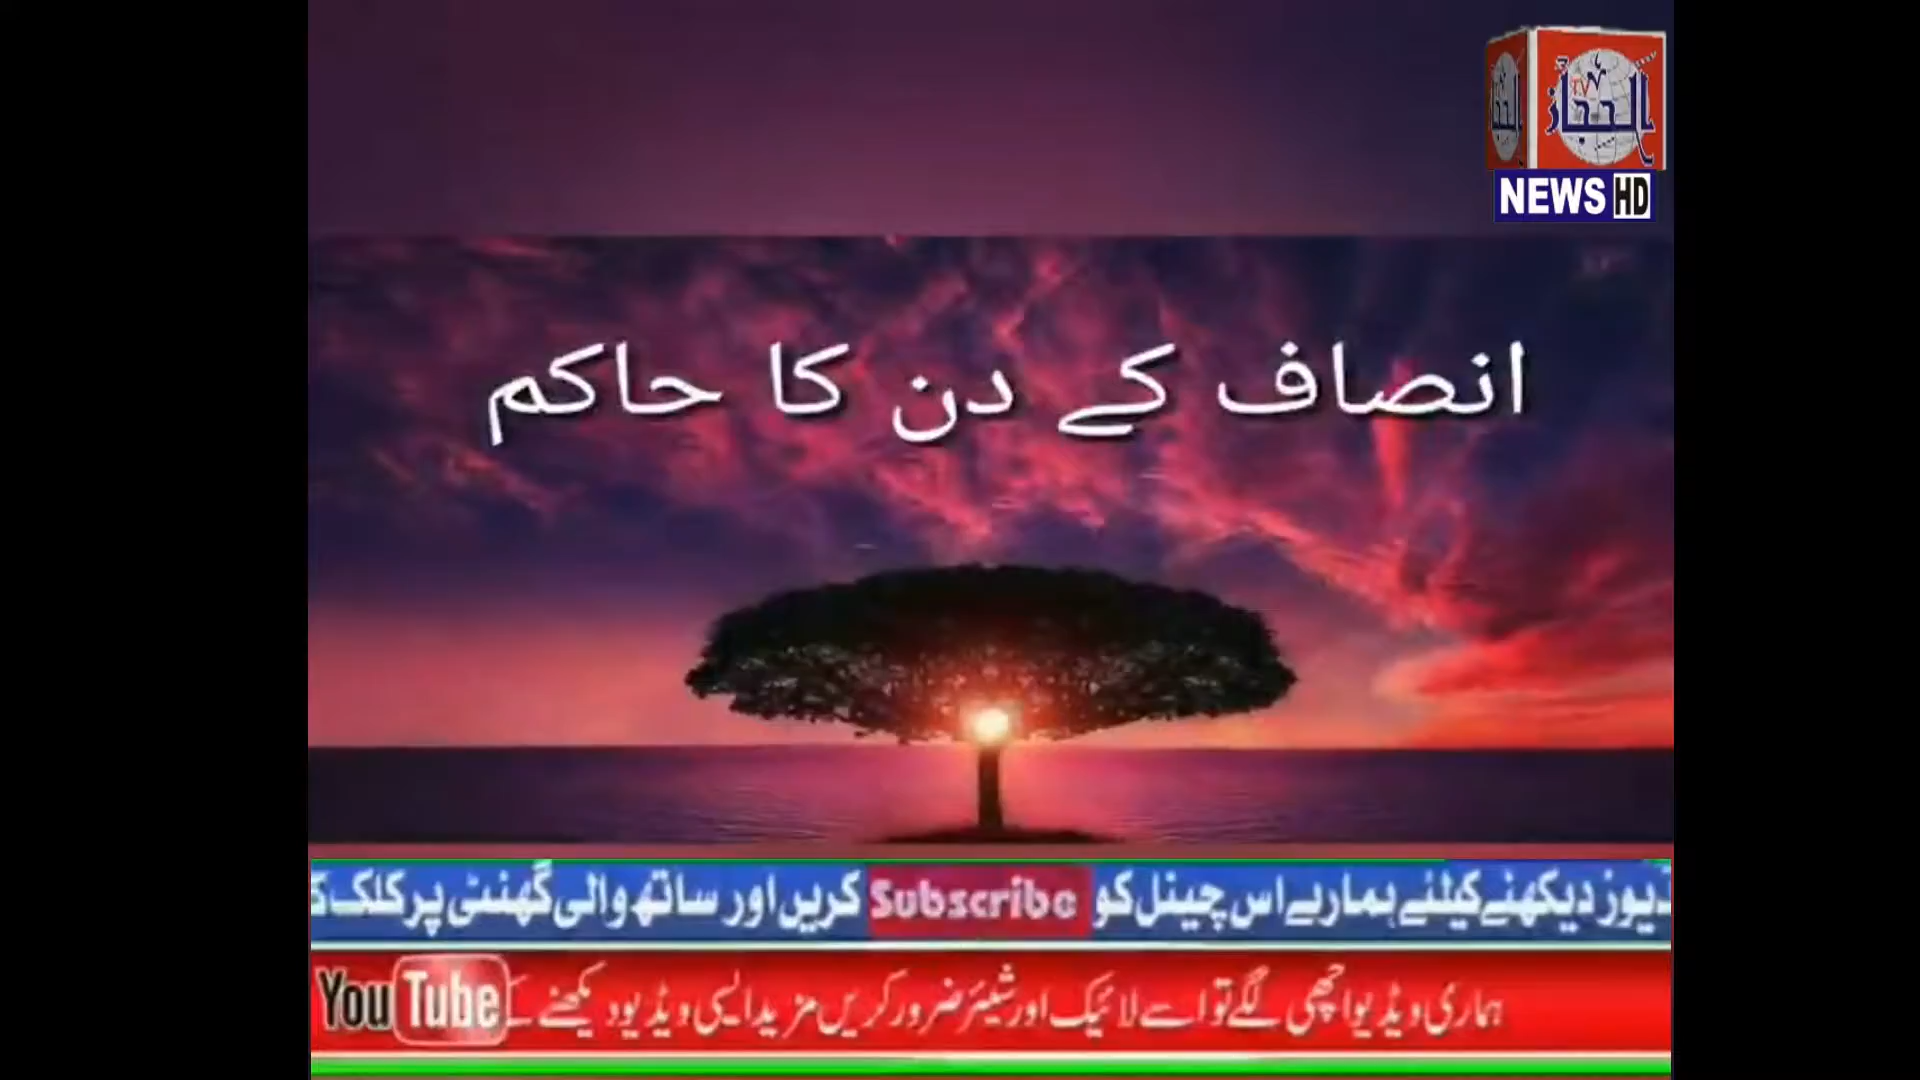 الحجاز
TV
NEWS HD
انصاف کے دن کا حاکم
ڈیوز دیکھنے کیلئے ہمارے اس چینل کو Subscribe کریں اور ساتھ والی گھنٹی پر کلک
ہماری ویڈیو اچھی لگے تو اسے لائیک اور شیئر ضرور کریں مزید ایسی ویڈیو دیکھنے کے YouTube